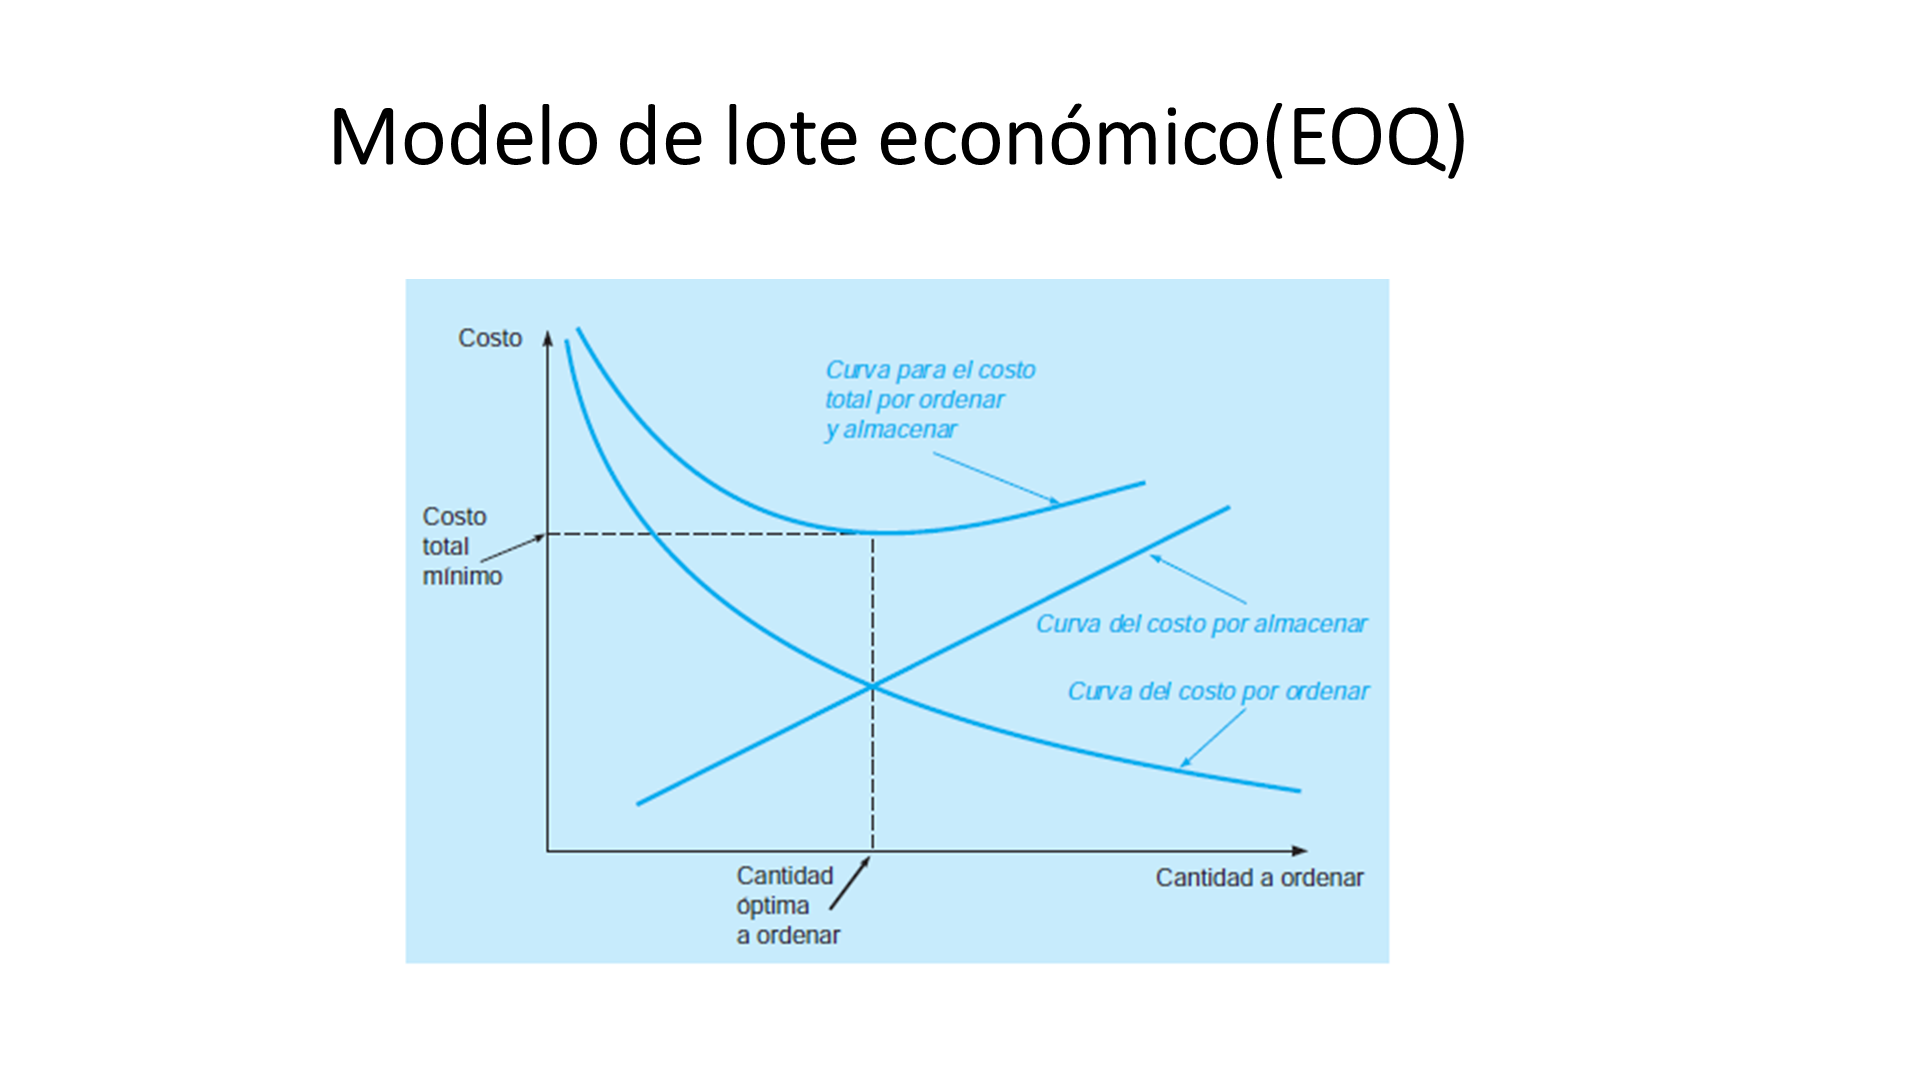 Modelo de lote económico(EOQ)
Costo
Curva para el costo
total por ordenar
y almacenar
Costo
total
mínimo
Curva del costo por almacenar
Curva del costo por ordenar
Cantidad
óptima
a ordenar
Cantidad a ordenar